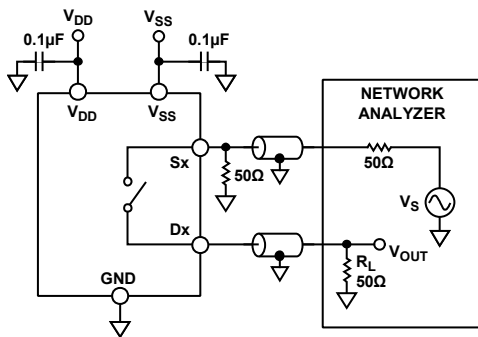 VDD
VSS
0.1µF
0.1µF
VDD
VSS
NETWORK
ANALYZER
Sx
50Ω
50Ω
VS
Dx
VOUT
RL
50Ω
GND